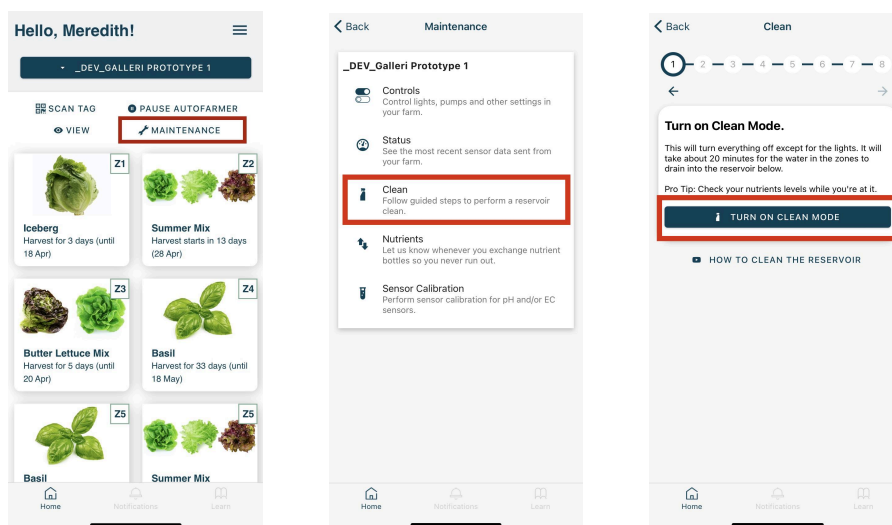 Hello, Meredith!
_DEV_GALLERI PROTOTYPE 1
SCAN TAG
PAUSE AUTOFARMER
VIEW
MAINTENANCE
Z1
Iceberg
Harvest for 3 days (until
18 Apr)
Z2
Summer Mix
Harvest starts in 13 days
(28 Apr)
Z3
Butter Lettuce Mix
Harvest for 5 days (until
20 Apr)
Z4
Basil
Harvest for 33 days (until
18 May)
Z5
Basil
Z5
Summer Mix
Home
Notifications
Learn
Back
Maintenance
_DEV_Galleri Prototype 1
Controls
Control lights, pumps and other settings in
your farm.
Status
See the most recent sensor data sent from
your farm.
Clean
Follow guided steps to perform a reservoir
clean.
Nutrients
Let us know whenever you exchange nutrient
bottles so you never run out.
Sensor Calibration
Perform sensor calibration for pH and/or EC
sensors.
Home
Notifications
Learn
Back
Clean
1 2 3 4 5 6 7 8
Turn on Clean Mode.
This will turn everything off except for the lights. It will
take about 20 minutes for the water in the zones to
drain into the reservoir below.
Pro Tip: Check your nutrients levels while you're at it.
TURN ON CLEAN MODE
HOW TO CLEAN THE RESERVOIR
Home
Notifications
Learn